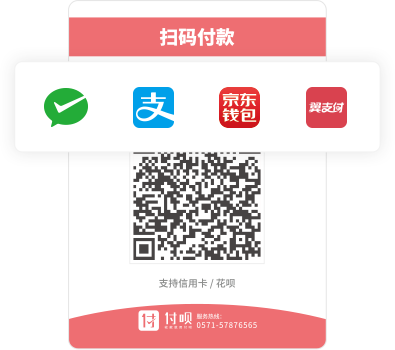 扫码付款
支
京东
钱包
翼支付
支持信用卡 / 花呗
付 付呗
服务热线:
0571-57876565